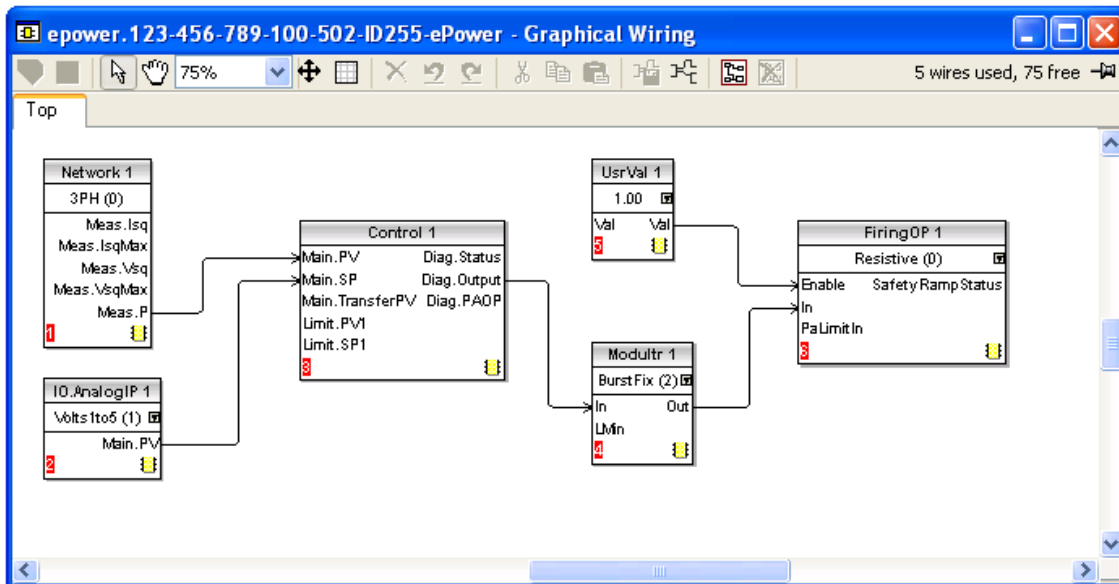 epower.123-456-789-100-502-ID255-ePower - Graphical Wiring
75%
5 wires used, 75 free
Top
Network 1
3PH (0)
Meas.Isq
Meas.IsqMax
Meas.Vsq
Meas.VsqMax
Meas.P
1
IO.AnalogIP 1
Volts1to5 (1)
Main.PV
2
Control 1
Main.PV Diag.Status
Main.SP Diag.Output
Main.TransferPV Diag.PAOP
Limit.PV1
Limit.SP1
3
UsrVal 1
1.00
Val Val
5
Modultr 1
BurstFix (2)
In Out
LMin
4
FiringOP 1
Resistive (0)
Enable SafetyRampStatus
In
PaLimitIn
6